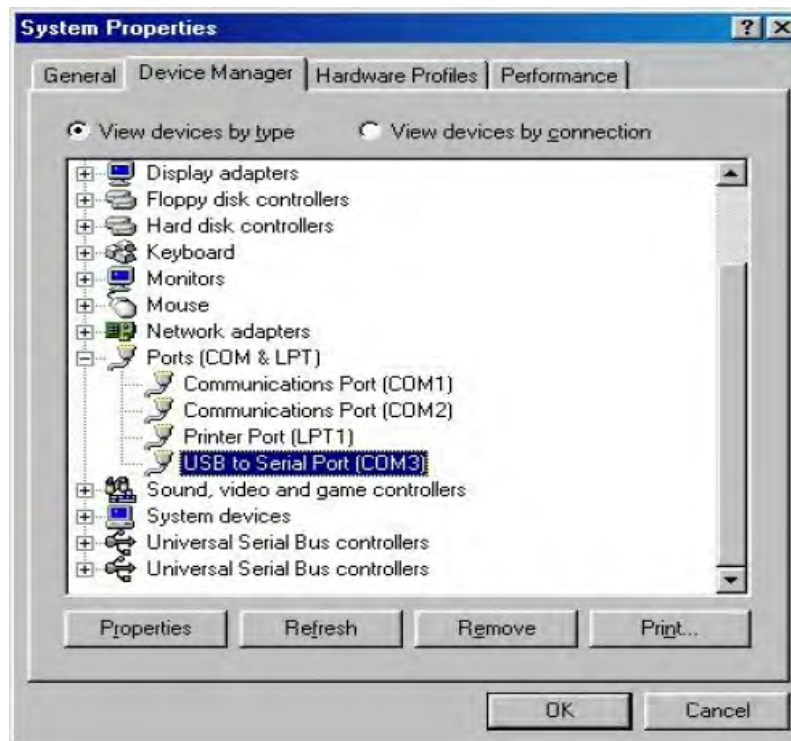 System Properties
? X
General Device Manager Hardware Profiles Performance
View devices by type View devices by connection
Display adapters
Floppy disk controllers
Hard disk controllers
Keyboard
Monitors
Mouse
Network adapters
Ports (COM & LPT)
Communications Port (COM1)
Communications Port (COM2)
Printer Port (LPT1)
USB to Serial Port (COM3)
Sound, video and game controllers
System devices
Universal Serial Bus controllers
Universal Serial Bus controllers
Properties Refresh Remove Print...
OK Cancel